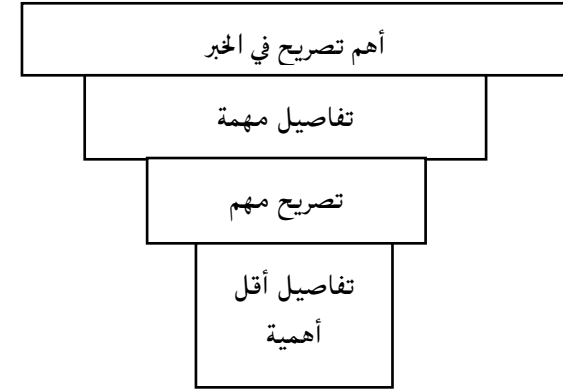 أهم تصريح في الخبر
تفاصيل مهمة
تصريح مهم
تفاصيل أقل
أهمية